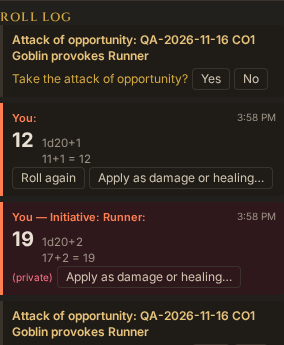 ROLL LOG
Attack of opportunity: QA-2026-11-16 CO1
Goblin provokes Runner
Take the attack of opportunity? Yes No
You: 3:58 PM
12 1d20+1
11+1 = 12
Roll again Apply as damage or healing...
You — Initiative: Runner: 3:58 PM
19 1d20+2
17+2 = 19
(private) Apply as damage or healing...
Attack of opportunity: QA-2026-11-16 CO1
Goblin provokes Runner